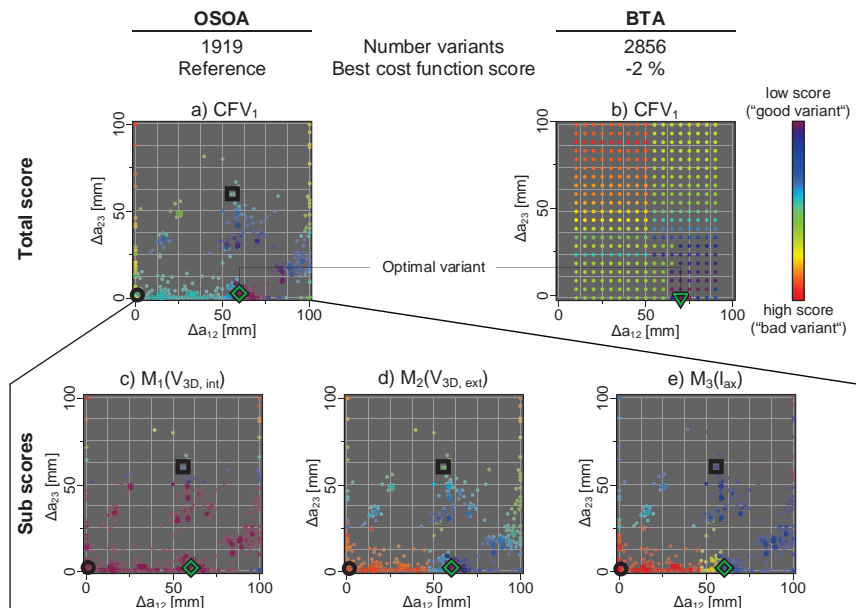 OSOA BTA
1919 Number variants 2856
Reference Best cost function score -2 %
a) CFV1 b) CFV1
low score
("good variant“)
Total score
100
50
0
Δa23 [mm]
0 50 100
Δa12 [mm]
100
50
0
Δa23 [mm]
0 50 100
Δa12 [mm]
Optimal variant
high score
("bad variant“)
c) M1(V3D, int) d) M2(V3D, ext) e) M3(Iax)
Sub scores
100
50
0
Δa23 [mm]
0 50 100
Δa12 [mm]
100
50
0
Δa23 [mm]
0 50 100
Δa12 [mm]
100
50
0
Δa23 [mm]
0 50 100
Δa12 [mm]